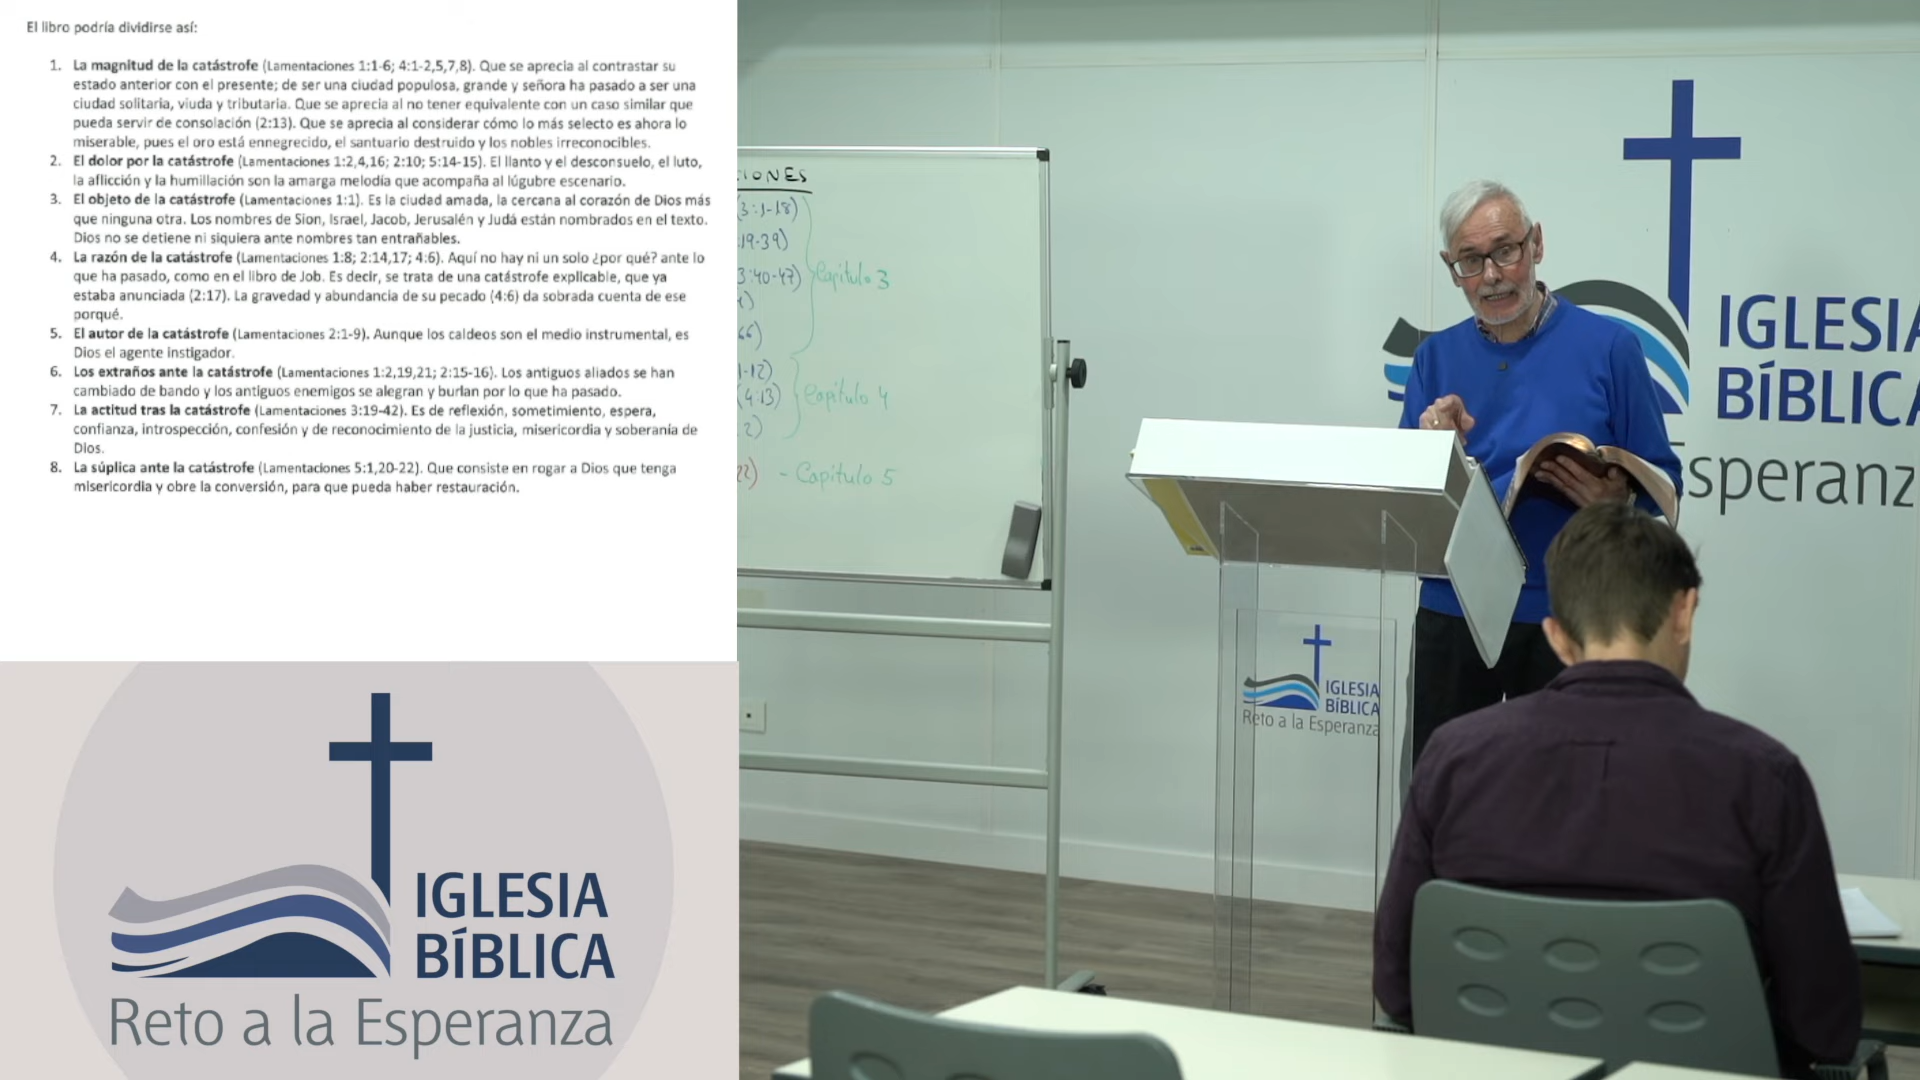 El libro podría dividirse así:
1. La magnitud de la catástrofe (Lamentaciones 1:1-6; 4:1-2,5,7,8). Que se aprecia al contrastar su
estado anterior con el presente; de ser una ciudad populosa, grande y señora ha pasado a ser una
ciudad solitaria, viuda y tributaria. Que se aprecia al no tener equivalente con un caso similar que
pueda servir de consolación (2:13). Que se aprecia al considerar cómo lo más selecto es ahora lo
miserable, pues el oro está ennegrecido, el santuario destruido y los nobles irreconocibles.
2. El dolor por la catástrofe (Lamentaciones 1:2,4,16; 2:10; 5:14-15). El llanto y el desconsuelo, el luto,
la aflicción y la humillación son la amarga melodía que acompaña al lúgubre escenario.
3. El objeto de la catástrofe (Lamentaciones 1:1). Es la ciudad amada, la cercana al corazón de Dios más
que ninguna otra. Los nombres de Sion, Israel, Jacob, Jerusalén y Judá están nombrados en el texto.
Dios no se detiene ni siquiera ante nombres tan entrañables.
4. La razón de la catástrofe (Lamentaciones 1:8; 2:14,17; 4:6). Aquí no hay ni un solo ¿por qué? ante lo
que ha pasado, como en el libro de Job. Es decir, se trata de una catástrofe explicable, que ya
estaba anunciada (2:17). La gravedad y abundancia de su pecado (4:6) da sobrada cuenta de ese
porqué.
5. El autor de la catástrofe (Lamentaciones 2:1-9). Aunque los caldeos son el medio instrumental, es
Dios el agente instigador.
6. Los extraños ante la catástrofe (Lamentaciones 1:2,19,21; 2:15-16). Los antiguos aliados se han
cambiado de bando y los antiguos enemigos se alegran y burlan por lo que ha pasado.
7. La actitud tras la catástrofe (Lamentaciones 3:19-42). Es de reflexión, sometimiento, espera,
confianza, introspección, confesión y de reconocimiento de la justicia, misericordia y soberanía de
Dios.
8. La súplica ante la catástrofe (Lamentaciones 5:1,20-22). Que consiste en rogar a Dios que tenga
misericordia y obre la conversión, para que pueda haber restauración.
IGLESIA
BÍBLICA
Reto a la Esperanza
IONES
(3:1-18)
:19-39)
3:40-47)
Capítulo 3
66)
1-12)
(4:13)
Capítulo 4
2)
22) - Capítulo 5
IGLESIA
BÍBLICA
speranz
IGLESIA
BÍBLICA
Reto a la Esperanza